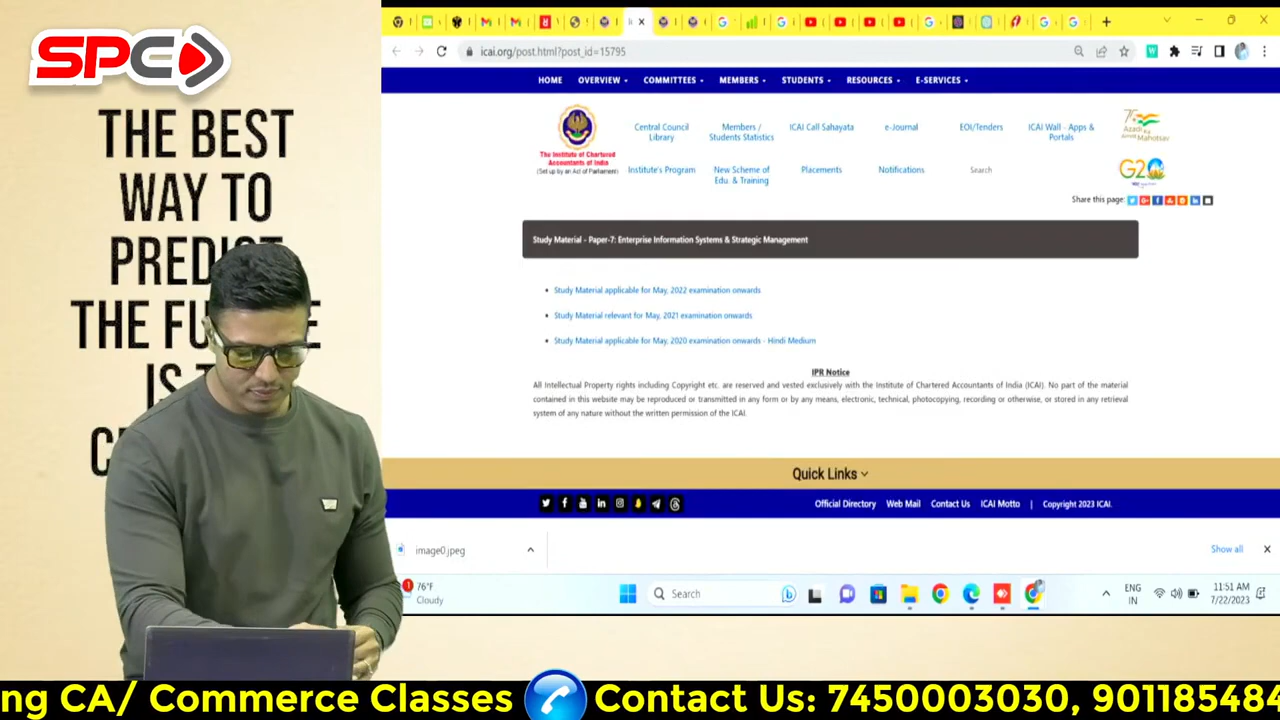 SPC
THE BEST
WAY TO
THE FU
icai.org/post.html?post_id=15795
HOME OVERVIEW COMMITTEES MEMBERS STUDENTS RESOURCES E-SERVICES
The Institute of Chartered
Accountants of India
(Set up by an Act of Parliament)
Central Council
Library
Members /
Students Statistics
ICAI Call Sahayata
e-Journal
EOI/Tenders
ICAI Wall - Apps &
Portals
Azadi Ka
Amrit Mahotsav
Institute's Program
New Scheme of
Edu. & Training
Placements
Notifications
Search
G20
Share this page:
Study Material - Paper-7: Enterprise Information Systems & Strategic Management
Study Material applicable for May, 2022 examination onwards
Study Material relevant for May, 2021 examination onwards
Study Material applicable for May, 2020 examination onwards - Hindi Medium
IPR Notice
All Intellectual Property rights including Copyright etc. are reserved and vested exclusively with the Institute of Chartered Accountants of India (ICAI). No part of the material
contained in this website may be reproduced or transmitted in any form or by any means, electronic, technical, photocopying, recording or otherwise, or stored in any retrieval
system of any nature without the written permission of the ICAI.
Quick Links
Official Directory Web Mail Contact Us ICAI Motto | Copyright 2023 ICAI.
image0.jpeg
Show all
1
76°F
Cloudy
Search
ENG
IN
11:51 AM
7/22/2023
ng CA/ Commerce Classes Contact Us: 7450003030, 901185484